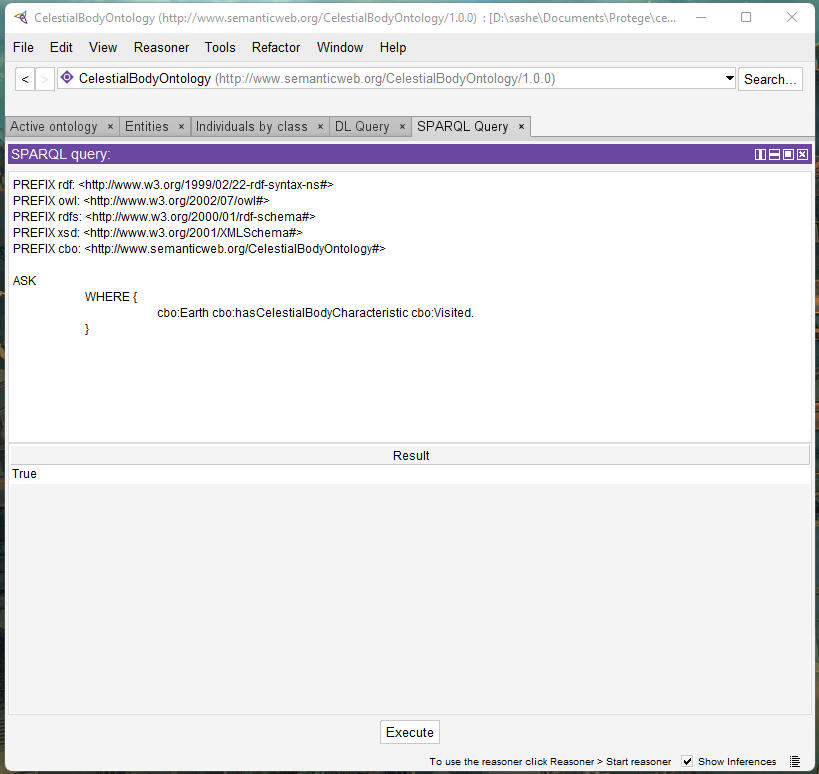 CelestialBodyOntology (http://www.semanticweb.org/CelestialBodyOntology/1.0.0) : [D:\sashe\Documents\Protege\ce...
File Edit View Reasoner Tools Refactor Window Help
< > CelestialBodyOntology (http://www.semanticweb.org/CelestialBodyOntology/1.0.0) Search...
Active ontology × Entities × Individuals by class × DL Query × SPARQL Query ×
SPARQL query:
PREFIX rdf: <http://www.w3.org/1999/02/22-rdf-syntax-ns#>
PREFIX owl: <http://www.w3.org/2002/07/owl#>
PREFIX rdfs: <http://www.w3.org/2000/01/rdf-schema#>
PREFIX xsd: <http://www.w3.org/2001/XMLSchema#>
PREFIX cbo: <http://www.semanticweb.org/CelestialBodyOntology#>
ASK
WHERE {
cbo:Earth cbo:hasCelestialBodyCharacteristic cbo:Visited.
}
Result
True
Execute
To use the reasoner click Reasoner > Start reasoner Show Inferences